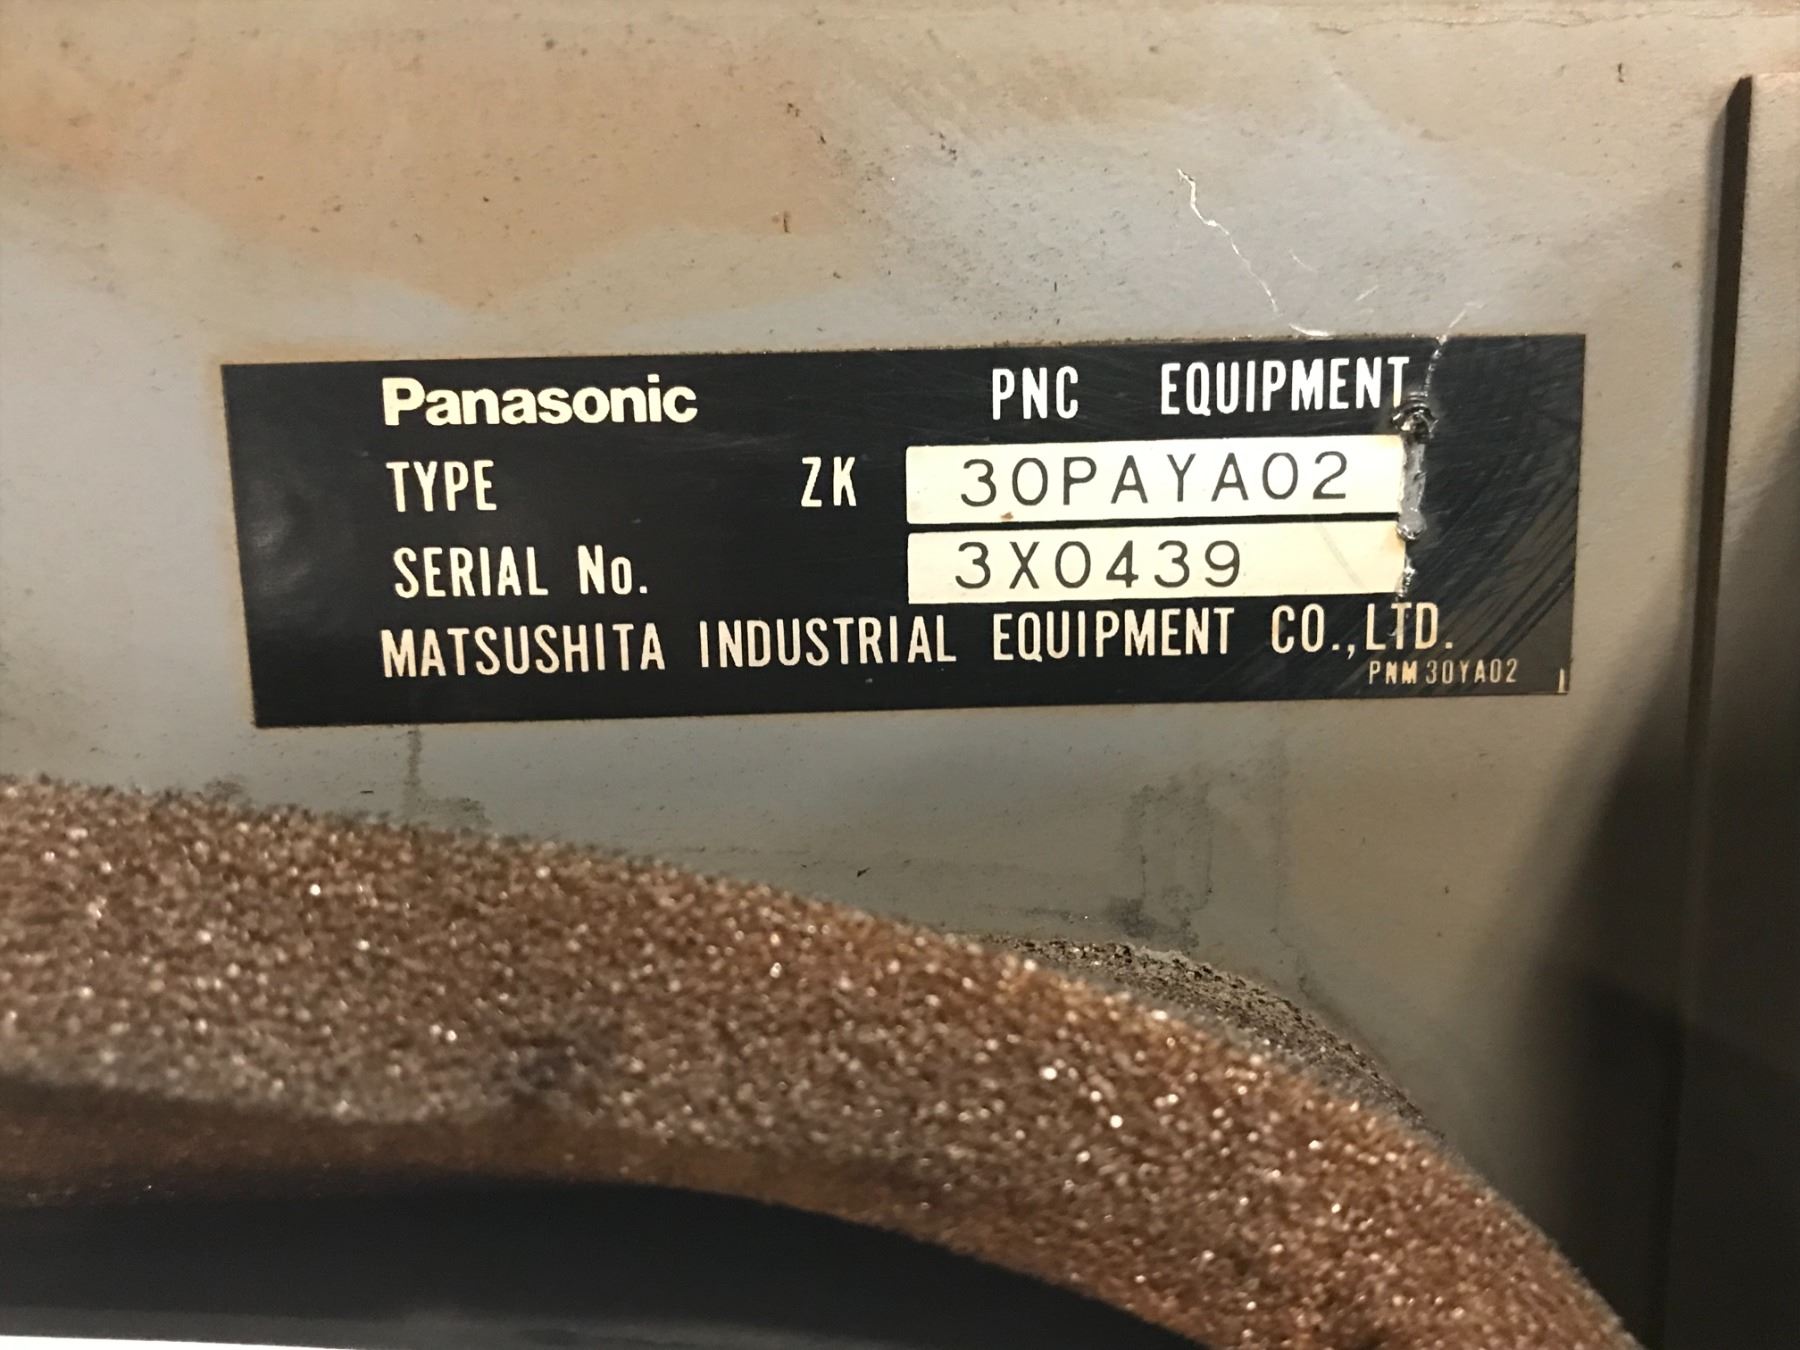 Panasonic PNC EQUIPMENT
TYPE ZK 30PAYA02
SERIAL No. 3X0439
MATSUSHITA INDUSTRIAL EQUIPMENT CO.,LTD.
PNM30YA02